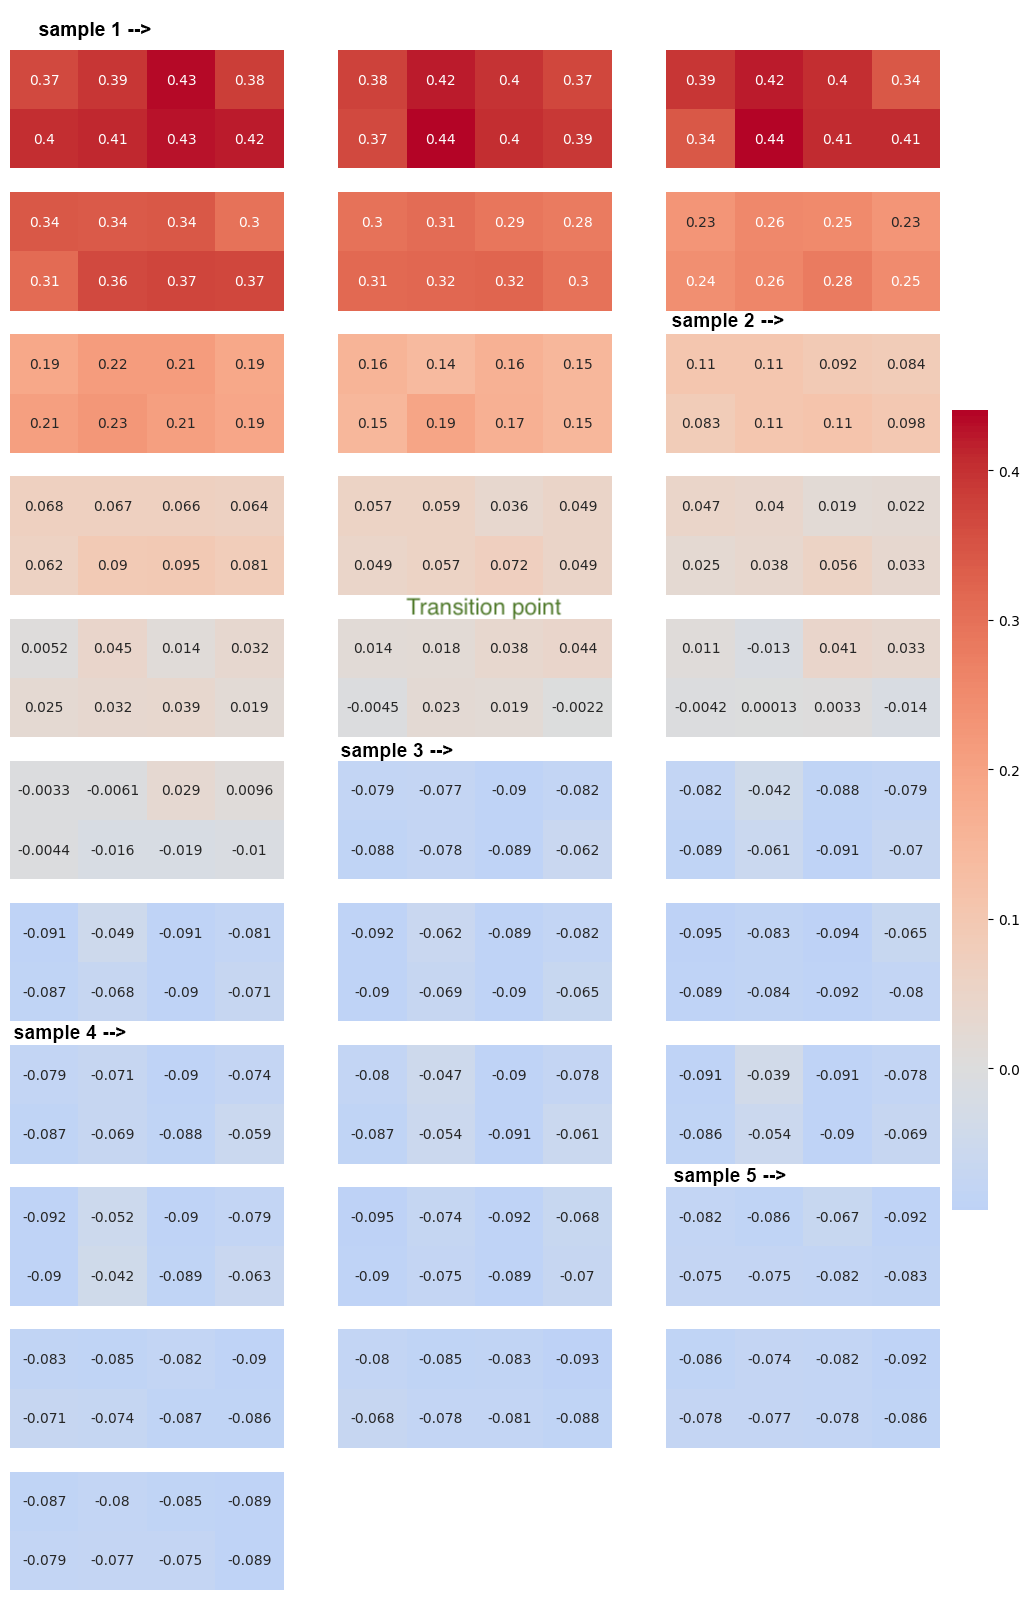 sample 1 -->
0.37 0.39 0.43 0.38 0.38 0.42 0.4 0.37 0.39 0.42 0.4 0.34
0.4 0.41 0.43 0.42 0.37 0.44 0.4 0.39 0.34 0.44 0.41 0.41
0.34 0.34 0.34 0.3 0.3 0.31 0.29 0.28 0.23 0.26 0.25 0.23
0.31 0.36 0.37 0.37 0.31 0.32 0.32 0.3 0.24 0.26 0.28 0.25
sample 2 -->
0.19 0.22 0.21 0.19 0.16 0.14 0.16 0.15 0.11 0.11 0.092 0.084
0.21 0.23 0.21 0.19 0.15 0.19 0.17 0.15 0.083 0.11 0.11 0.098
0.4
0.068 0.067 0.066 0.064 0.057 0.059 0.036 0.049 0.047 0.04 0.019 0.022
0.062 0.09 0.095 0.081 0.049 0.057 0.072 0.049 0.025 0.038 0.056 0.033
Transition point
0.3
0.0052 0.045 0.014 0.032 0.014 0.018 0.038 0.044 0.011 -0.013 0.041 0.033
0.025 0.032 0.039 0.019 -0.0045 0.023 0.019 -0.0022 -0.0042 0.00013 0.0033 -0.014
sample 3 -->
0.2
-0.0033 -0.0061 0.029 0.0096 -0.079 -0.077 -0.09 -0.082 -0.082 -0.042 -0.088 -0.079
-0.0044 -0.016 -0.019 -0.01 -0.088 -0.078 -0.089 -0.062 -0.089 -0.061 -0.091 -0.07
0.1
-0.091 -0.049 -0.091 -0.081 -0.092 -0.062 -0.089 -0.082 -0.095 -0.083 -0.094 -0.065
-0.087 -0.068 -0.09 -0.071 -0.09 -0.069 -0.09 -0.065 -0.089 -0.084 -0.092 -0.08
sample 4 -->
0.0
-0.079 -0.071 -0.09 -0.074 -0.08 -0.047 -0.09 -0.078 -0.091 -0.039 -0.091 -0.078
-0.087 -0.069 -0.088 -0.059 -0.087 -0.054 -0.091 -0.061 -0.086 -0.054 -0.09 -0.069
sample 5 -->
-0.092 -0.052 -0.09 -0.079 -0.095 -0.074 -0.092 -0.068 -0.082 -0.086 -0.067 -0.092
-0.09 -0.042 -0.089 -0.063 -0.09 -0.075 -0.089 -0.07 -0.075 -0.075 -0.082 -0.083
-0.083 -0.085 -0.082 -0.09 -0.08 -0.085 -0.083 -0.093 -0.086 -0.074 -0.082 -0.092
-0.071 -0.074 -0.087 -0.086 -0.068 -0.078 -0.081 -0.088 -0.078 -0.077 -0.078 -0.086
-0.087 -0.08 -0.085 -0.089
-0.079 -0.077 -0.075 -0.089